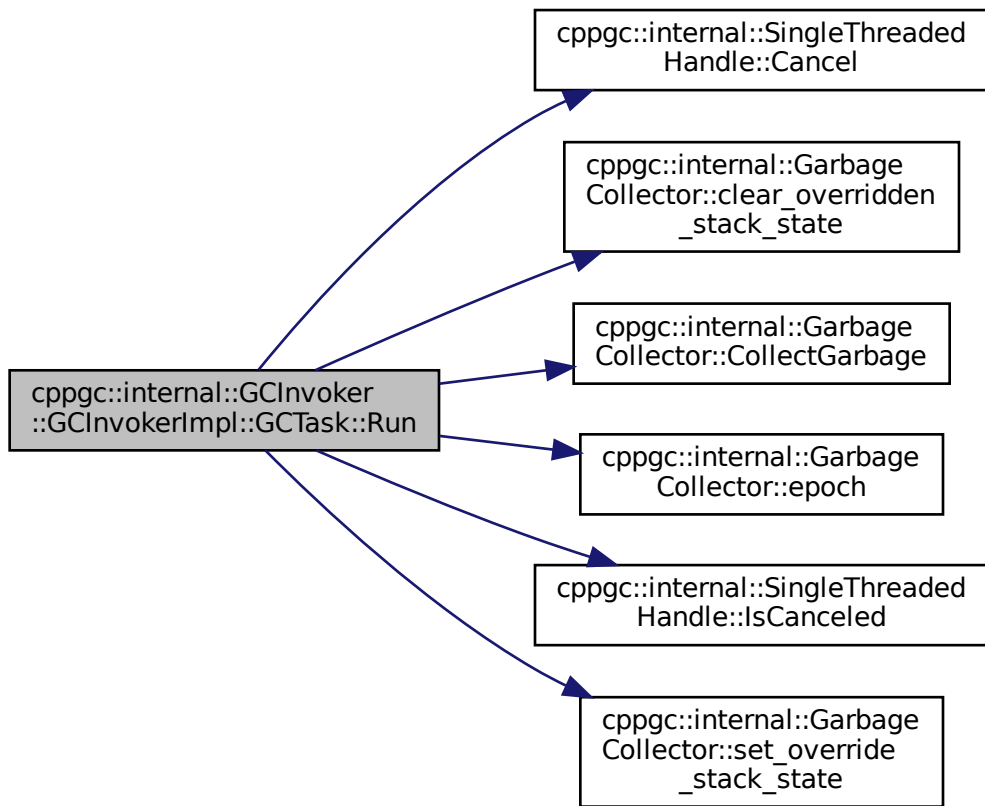 cppgc::internal::SingleThreaded
Handle::Cancel
cppgc::internal::Garbage
Collector::clear_overridden
_stack_state
cppgc::internal::Garbage
Collector::CollectGarbage
cppgc::internal::GCInvoker
::GCInvokerImpl::GCTask::Run
cppgc::internal::Garbage
Collector::epoch
cppgc::internal::SingleThreaded
Handle::IsCanceled
cppgc::internal::Garbage
Collector::set_override
_stack_state